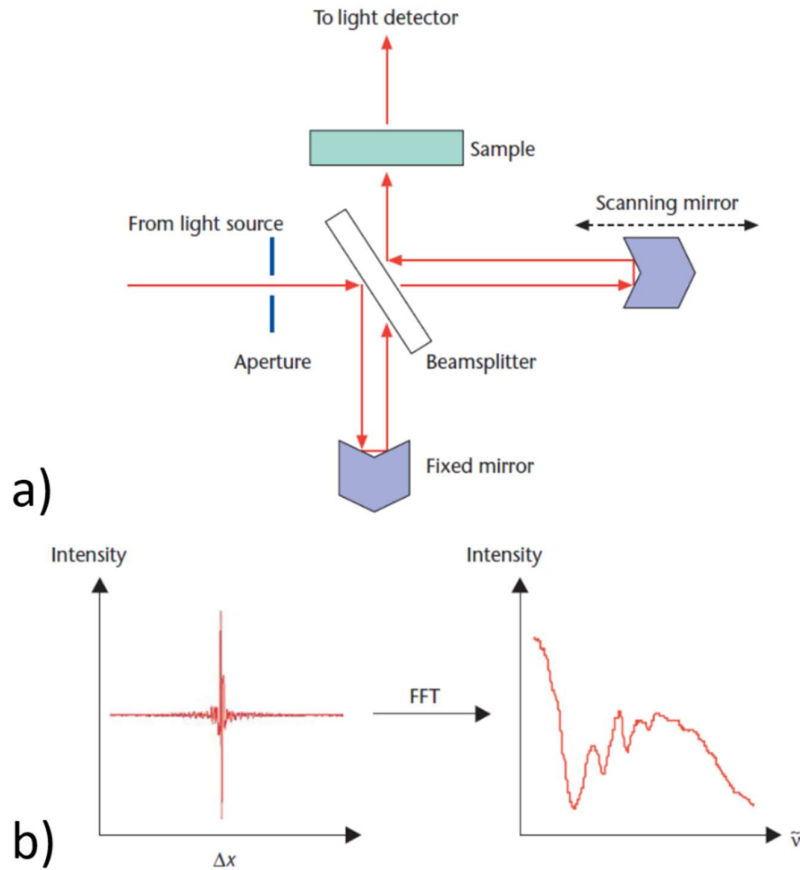 To light detector
Sample
Scanning mirror
From light source
Aperture
Beamsplitter
Fixed mirror
a)
Intensity
Intensity
FFT
b)
Δx
ṽ